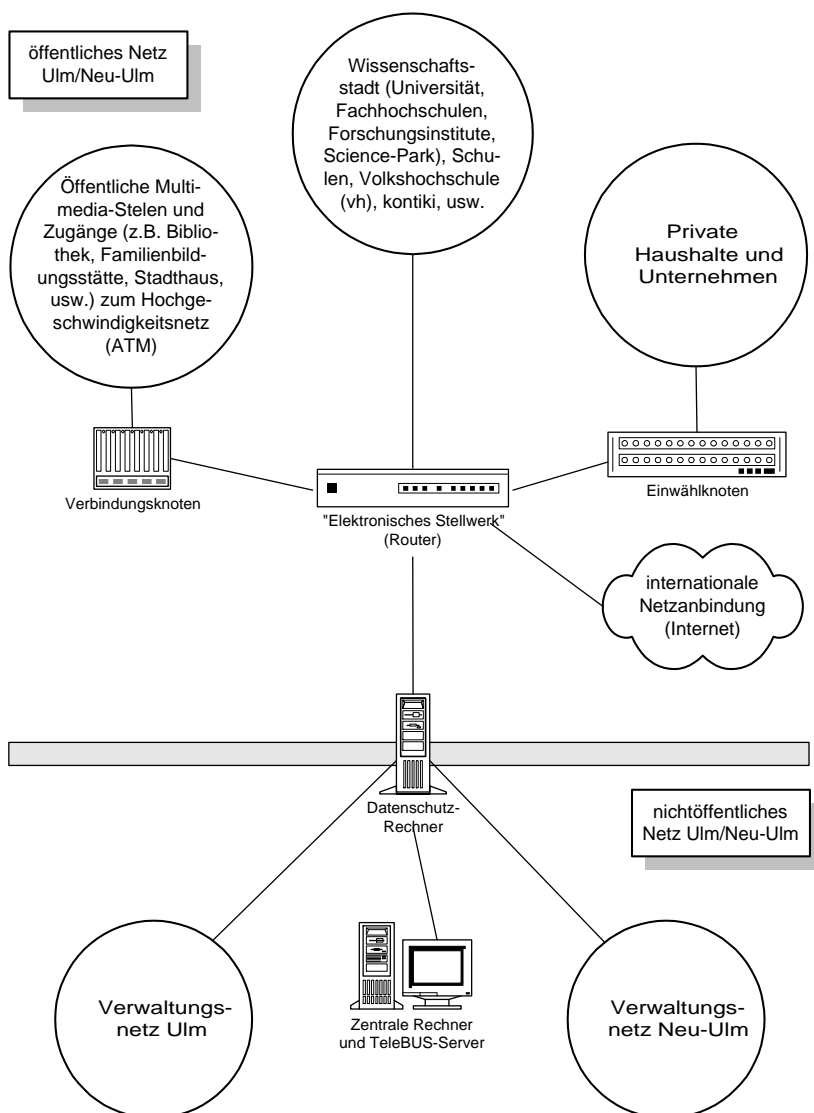 öffentliches Netz
Ulm/Neu-Ulm
Wissenschafts-
stadt (Universität,
Fachhochschulen,
Forschungsinstitute,
Science-Park), Schu-
len, Volkshochschule
(vh), kontiki, usw.
Öffentliche Multi-
media-Stelen und
Zugänge (z.B. Biblio-
thek, Familienbild-
ungsstätte, Stadthaus,
usw.) zum Hochge-
schwindigkeitsnetz
(ATM)
Private
Haushalte und
Unternehmen
Verbindungsknoten
"Elektronisches Stellwerk"
(Router)
Einwählknoten
internationale
Netzanbindung
(Internet)
Datenschutz-
Rechner
nichtöffentliches
Netz Ulm/Neu-Ulm
Verwaltungs-
netz Ulm
Zentrale Rechner
und TeleBUS-Server
Verwaltungs-
netz Neu-Ulm